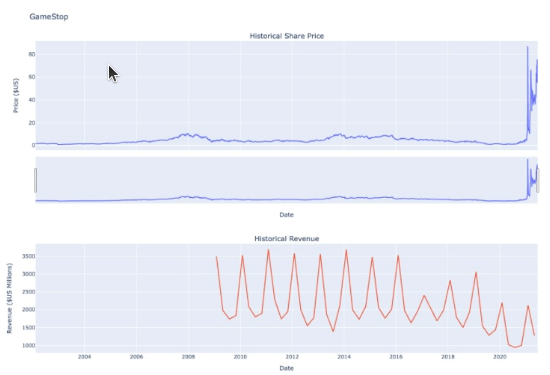 GameStop
Historical Share Price
Price ($US)
80
60
40
20
0
Date
Historical Revenue
Revenue ($US Millions)
3500
3000
2500
2000
1500
1000
2004 2006 2008 2010 2012 2014 2016 2018 2020
Date